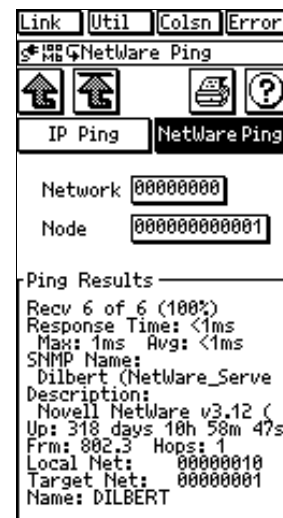 Link Util Colsn Error
NetWare Ping
IP Ping NetWare Ping
Network 00000000
Node 000000000001
Ping Results
Recv 6 of 6 (100%)
Response Time: <1ms
Max: 1ms Avg: <1ms
SNMP Name:
Dilbert (NetWare_Serve
Description:
Novell NetWare v3.12 (
Up: 318 days 10h 58m 47s
Frm: 802.3 Hops: 1
Local Net: 00000010
Target Net: 00000001
Name: DILBERT